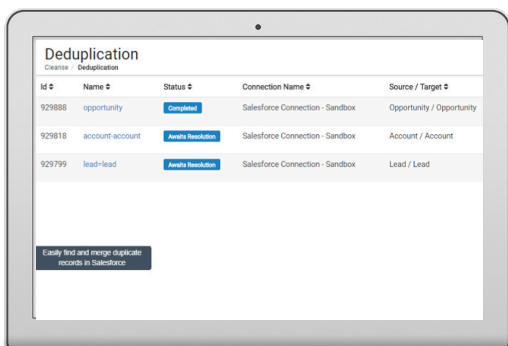 Deduplication
Cleanse / Deduplication
Id Name Status Connection Name Source / Target
929888 opportunity Completed Salesforce Connection - Sandbox Opportunity / Opportunity
929818 account-account Awaits Resolution Salesforce Connection - Sandbox Account / Account
929799 lead=lead Awaits Resolution Salesforce Connection - Sandbox Lead / Lead
Easily find and merge duplicate
records in Salesforce